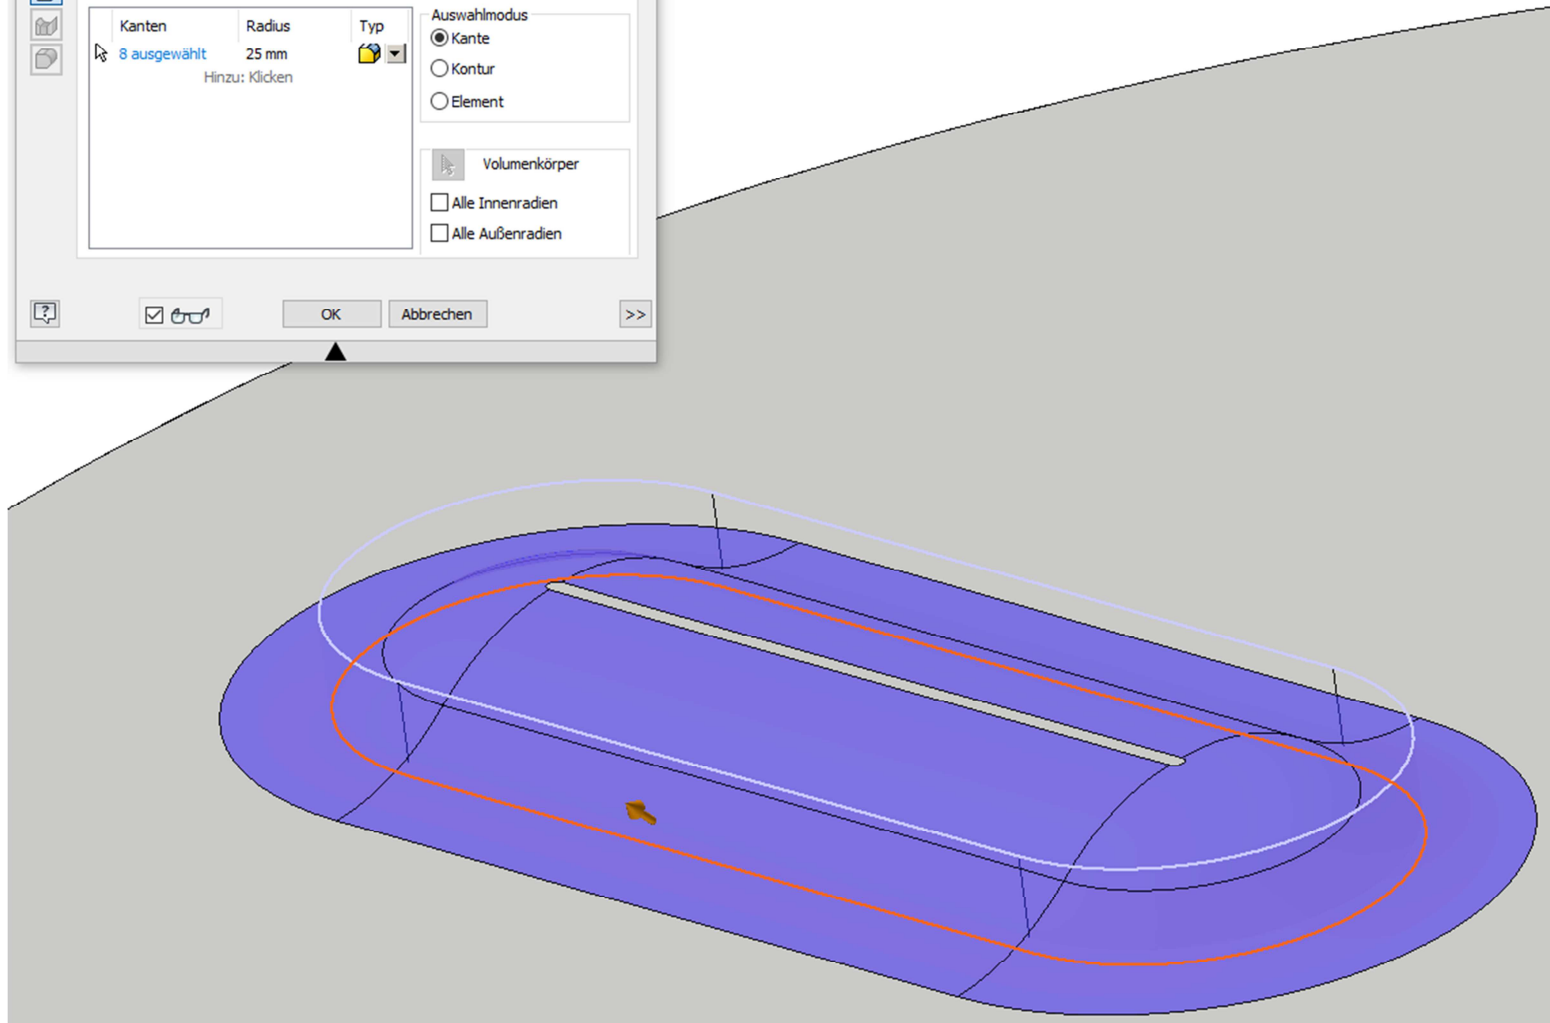 Kanten Radius Typ
8 ausgewählt 25 mm
Hinzu: Klicken
Auswahlmodus
Kante
Kontur
Element
Volumenkörper
Alle Innenradien
Alle Außenradien
? OK Abbrechen >>